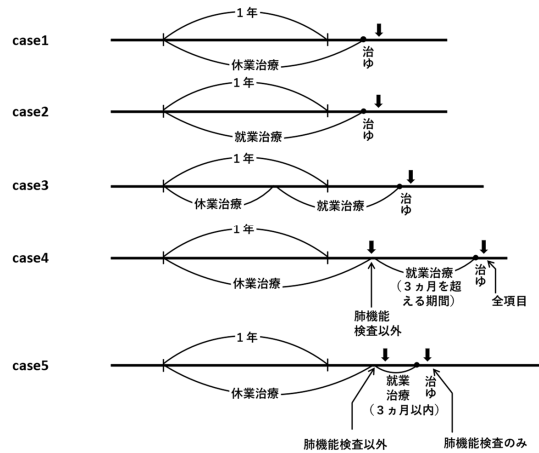 case1
1年
休業治療
治ゆ
case2
1年
就業治療
治ゆ
case3
1年
休業治療
就業治療
治ゆ
case4
1年
休業治療
就業治療
(3ヵ月を超
える期間)
治ゆ
肺機能
検査以外
全項目
case5
1年
休業治療
就業
治療
(3ヵ月以内)
治ゆ
肺機能検査以外
肺機能検査のみ